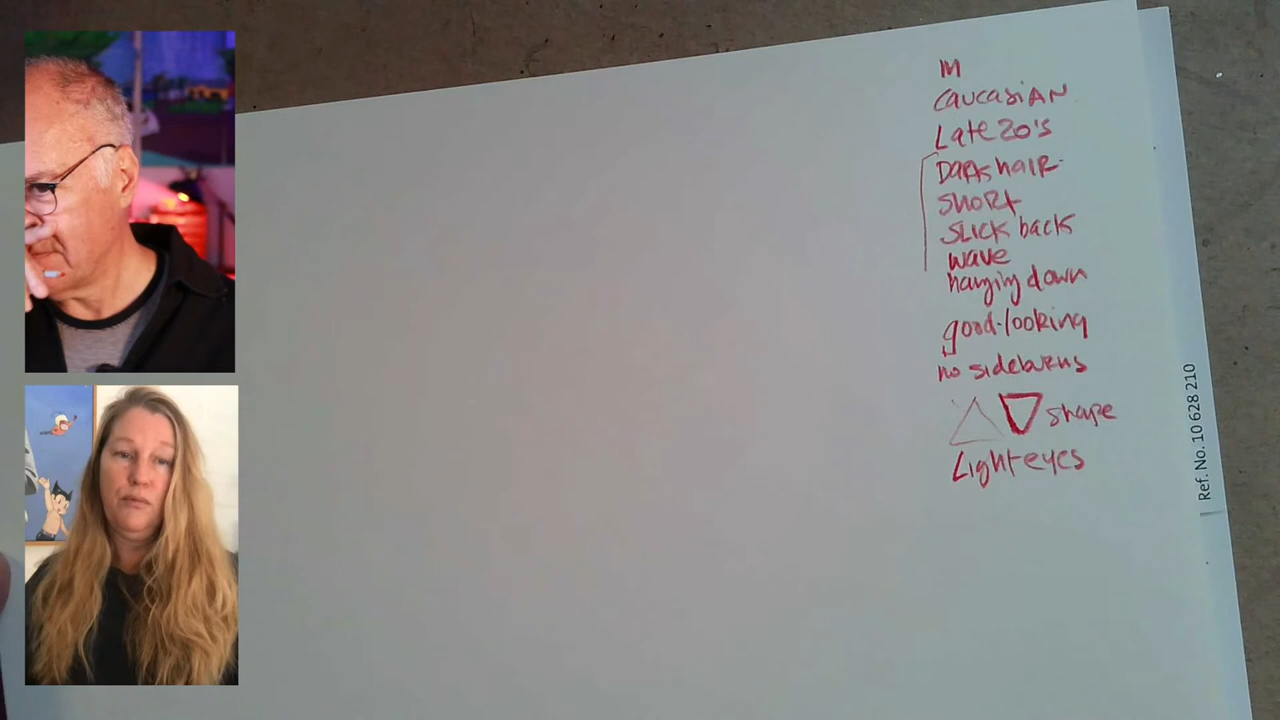 M
caucasiAN
Late 20's
DARK hAIR
ShoRt
SLICK backs
wave
hanging down
good-looking
no sideburns
shape
Light eyes
Ref. No. 10 628 210